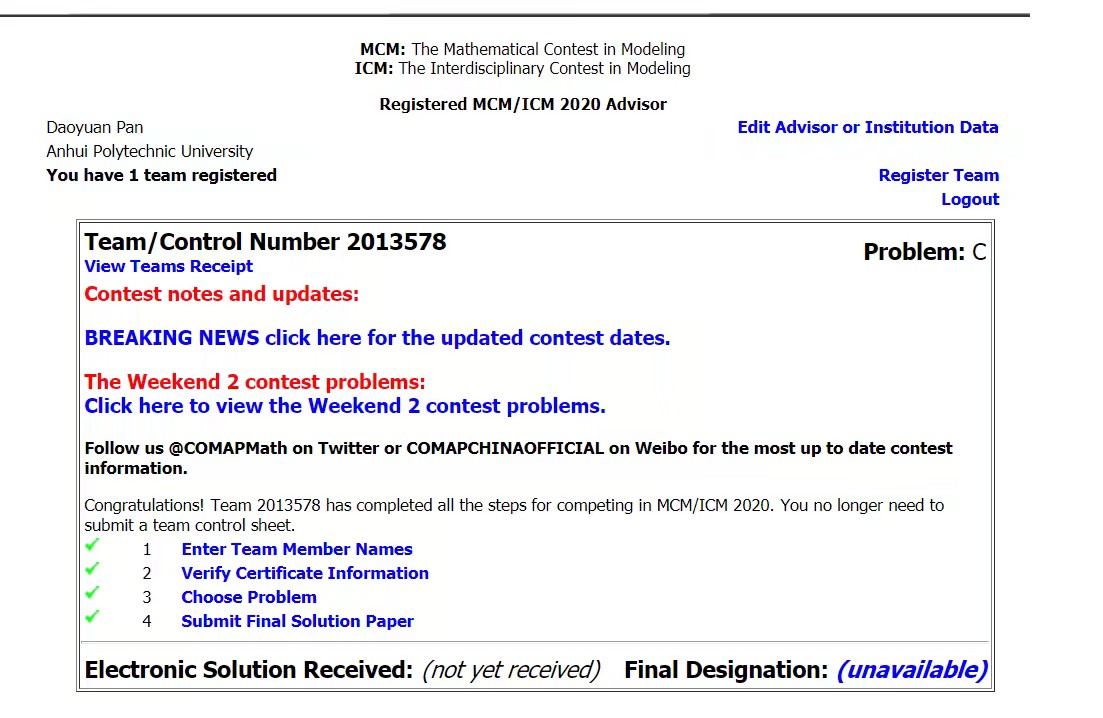 MCM: The Mathematical Contest in Modeling
ICM: The Interdisciplinary Contest in Modeling
Registered MCM/ICM 2020 Advisor
Daoyuan Pan
Edit Advisor or Institution Data
Anhui Polytechnic University
You have 1 team registered
Register Team
Logout
Team/Control Number 2013578
Problem: C
View Teams Receipt
Contest notes and updates:
BREAKING NEWS click here for the updated contest dates.
The Weekend 2 contest problems:
Click here to view the Weekend 2 contest problems.
Follow us @COMAPMath on Twitter or COMAPCHINAOFFICIAL on Weibo for the most up to date contest
information.
Congratulations! Team 2013578 has completed all the steps for competing in MCM/ICM 2020. You no longer need to
submit a team control sheet.
1 Enter Team Member Names
2 Verify Certificate Information
3 Choose Problem
4 Submit Final Solution Paper
Electronic Solution Received: (not yet received) Final Designation: (unavailable)